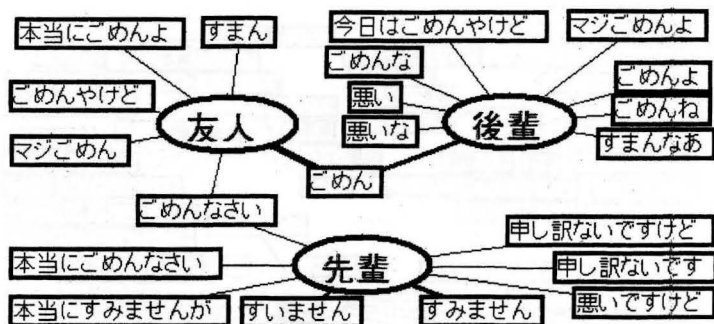 本当にごめんよ
すまん
今日はごめんやけど
マジごめんよ
ごめんな
ごめんやけど
悪い
ごめんよ
友人
後輩
ごめんね
マジごめん
悪いな
すまんなあ
ごめん
ごめんなさい
申し訳ないですけど
本当にごめんなさい
先輩
申し訳ないです
本当にすみませんが
すいません
すみません
悪いですけど